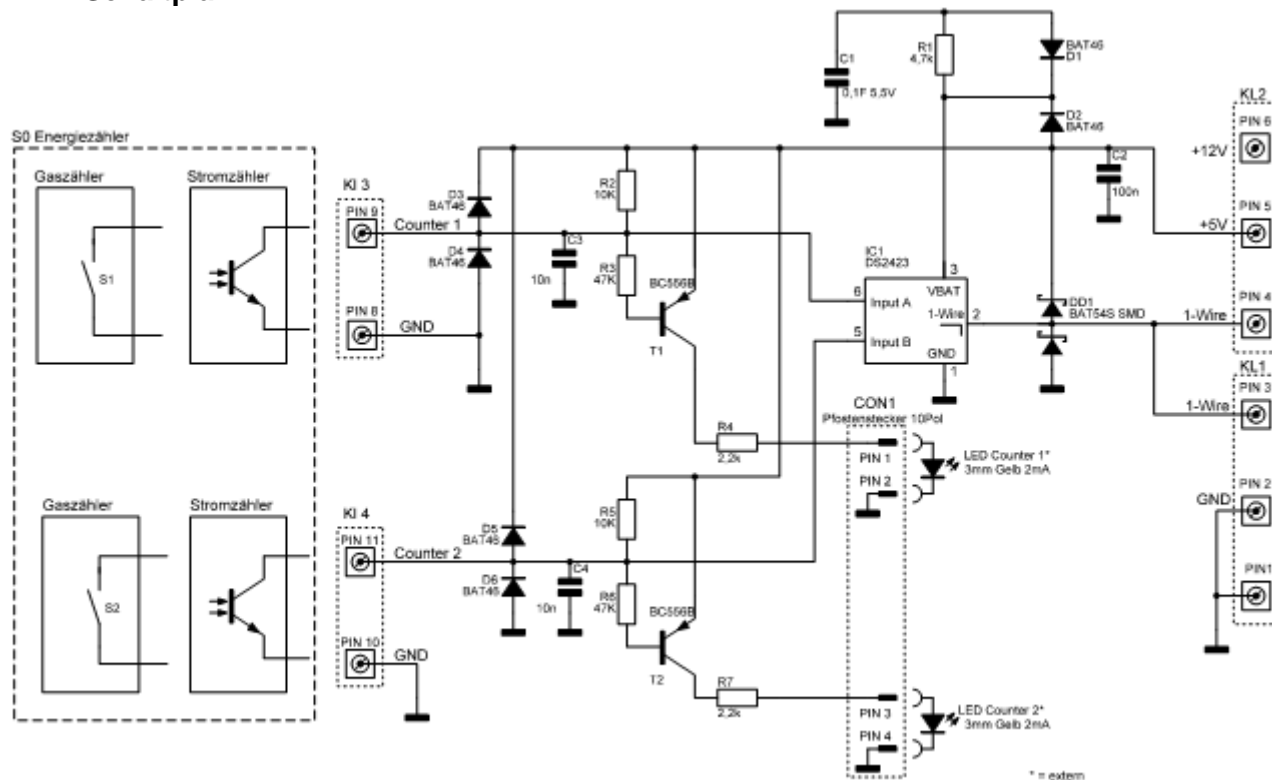 BAT46
D1
R1
4,7k
C1
0,1F 5,5V
KL2
D2
BAT46
PIN 6
+12V
S0 Energiezähler
C2
100n
Gaszähler
Stromzähler
Kl 3
R2
10K
D3
BAT46
PIN 9
Counter 1
PIN 5
+5V
D4
BAT46
C3
10n
R3
47K
BC556B
IC1
DS2423
3
VBAT
6
Input A
1-Wire
2
5
Input B
GND
1
S1
PIN 8
GND
T1
DD1
BAT54S SMD
PIN 4
1-Wire
KL1
PIN 3
1-Wire
CON1
Pfostenstecker 10Pol
R4
2,2k
PIN 1
LED Counter 1*
3mm Gelb 2mA
PIN 2
PIN 2
GND
Gaszähler
Stromzähler
Kl 4
R5
10K
D5
BAT46
PIN 11
Counter 2
D6
BAT46
C4
10n
R6
47K
BC556B
PIN1
S2
PIN 10
GND
T2
R7
2,2k
PIN 3
LED Counter 2*
3mm Gelb 2mA
PIN 4
* = extern